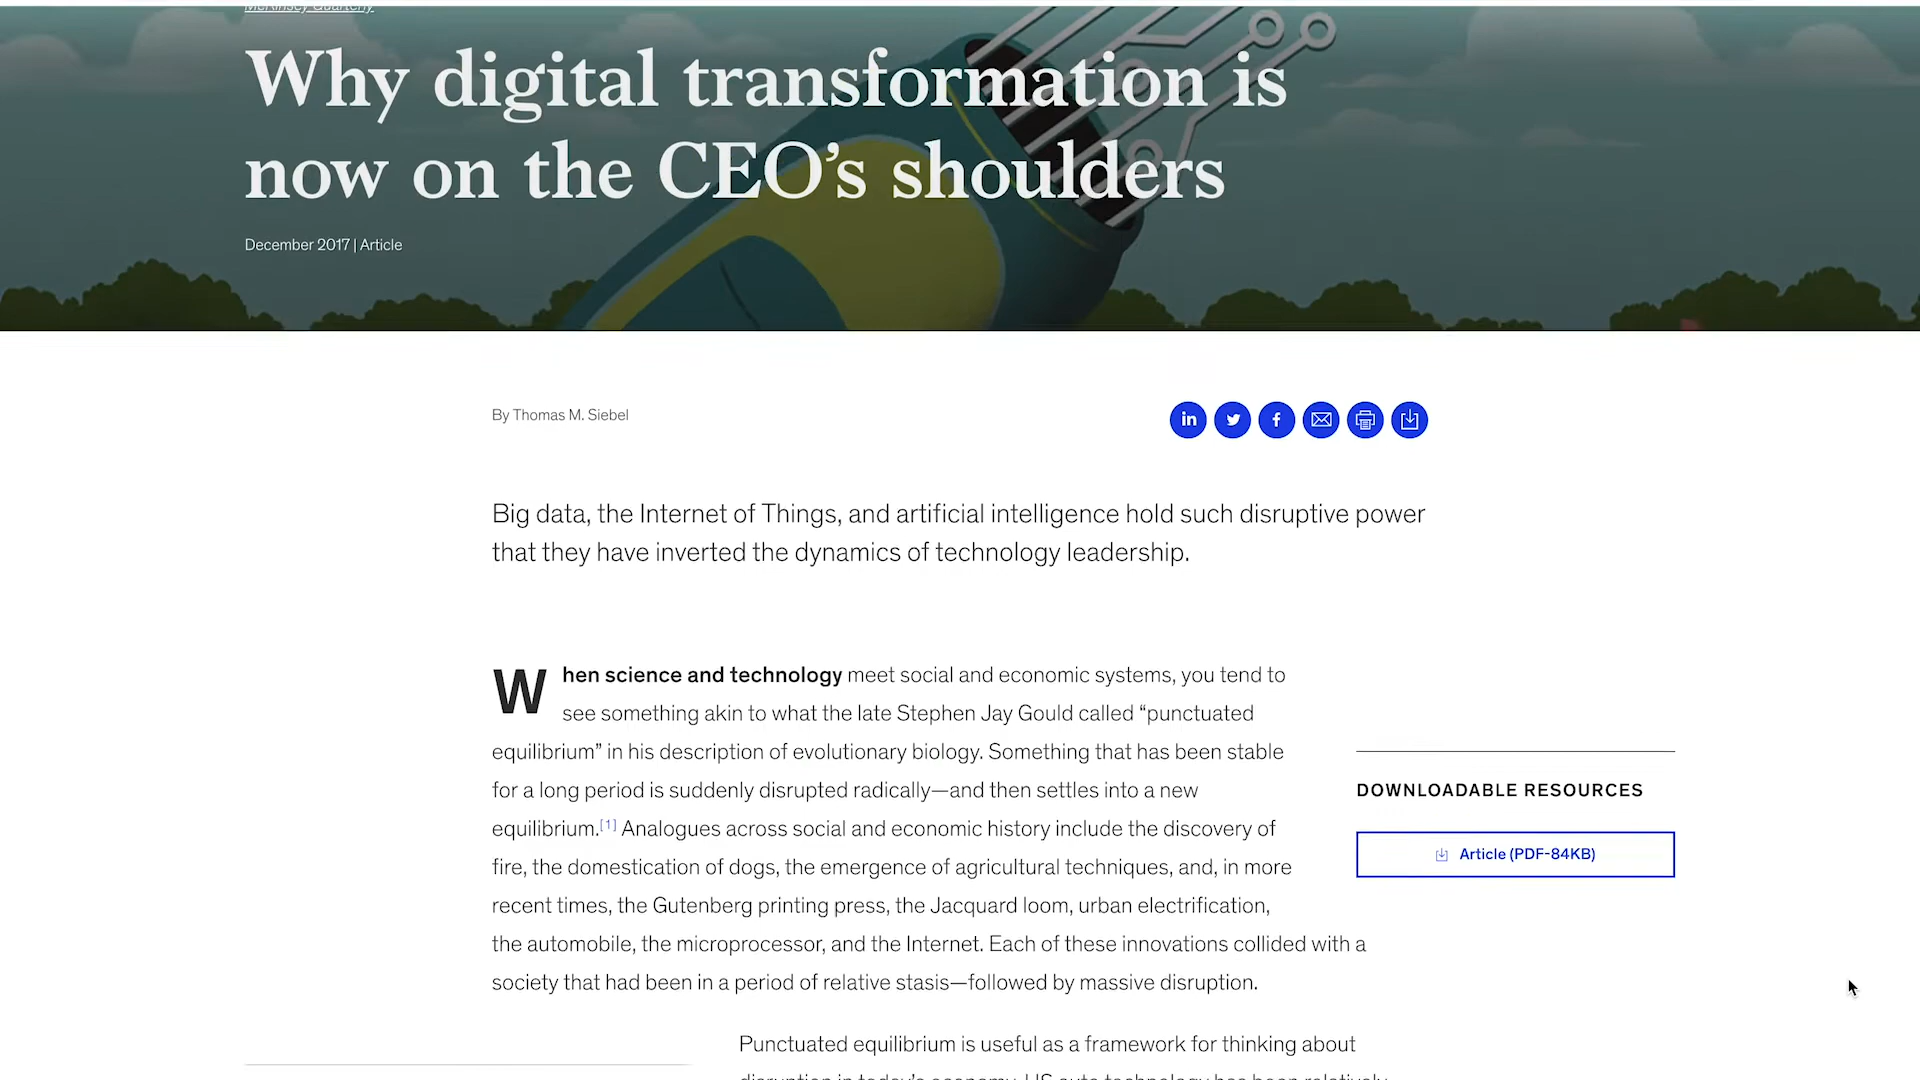 McKinsey Quarterly
Why digital transformation is
now on the CEO’s shoulders
December 2017 | Article
By Thomas M. Siebel
in
f
Big data, the Internet of Things, and artificial intelligence hold such disruptive power
that they have inverted the dynamics of technology leadership.
When science and technology meet social and economic systems, you tend to
see something akin to what the late Stephen Jay Gould called “punctuated
equilibrium” in his description of evolutionary biology. Something that has been stable
for a long period is suddenly disrupted radically—and then settles into a new
equilibrium.[1] Analogues across social and economic history include the discovery of
fire, the domestication of dogs, the emergence of agricultural techniques, and, in more
recent times, the Gutenberg printing press, the Jacquard loom, urban electrification,
the automobile, the microprocessor, and the Internet. Each of these innovations collided with a
society that had been in a period of relative stasis—followed by massive disruption.
DOWNLOADABLE RESOURCES
Article (PDF-84KB)
Punctuated equilibrium is useful as a framework for thinking about
disruption in today’s economy. US auto technology has been relatively